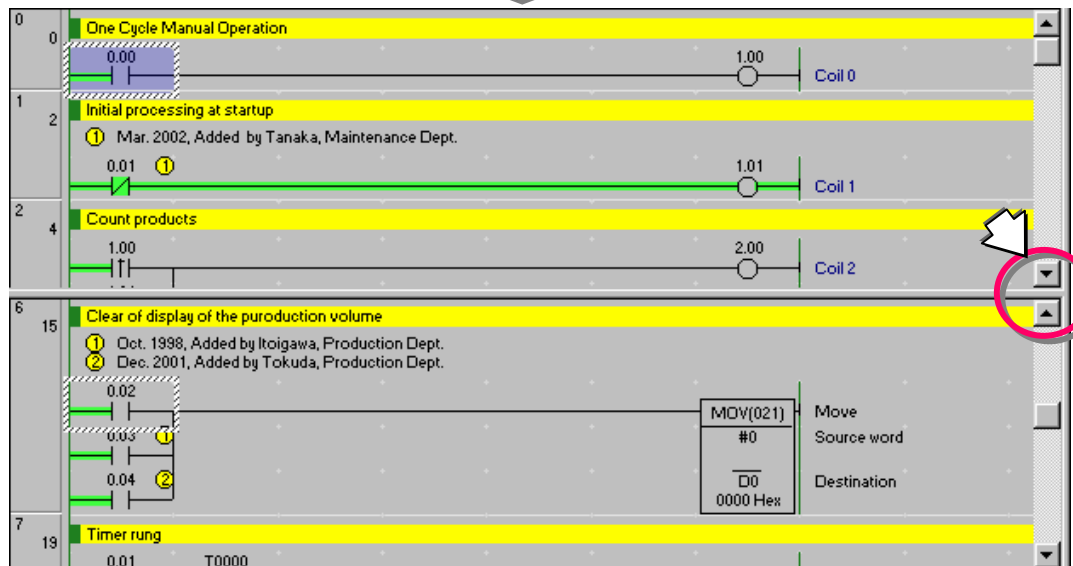 0
0
One Cycle Manual Operation
0.00
1.00
Coil 0
1
2
Initial processing at startup
1 Mar. 2002, Added by Tanaka, Maintenance Dept.
0.01 1
1.01
Coil 1
2
4
Count products
1.00
2.00
Coil 2
6
15
Clear of display of the puroduction volume
1 Oct. 1998, Added by Itoigawa, Production Dept.
2 Dec. 2001, Added by Tokuda, Production Dept.
0.02
MOV(021) Move
0.03 1
#0 Source word
0.04 2
D0 Destination
0000 Hex
7
19
Timer rung
0.01 T0000